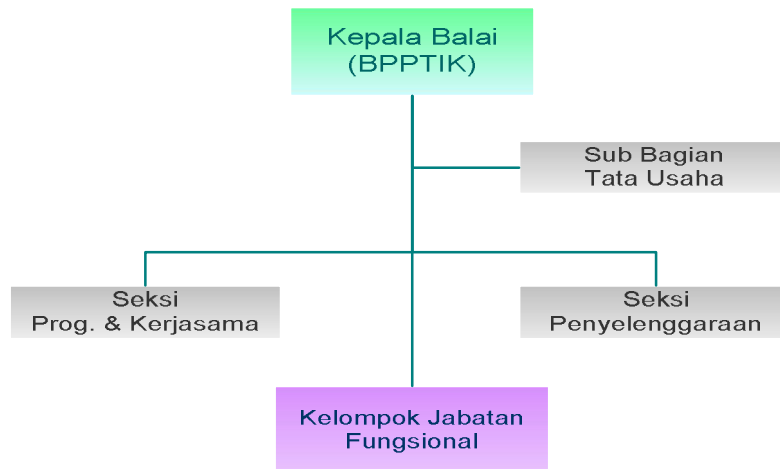 Kepala Balai
(BPPTIK)
Sub Bagian
Tata Usaha
Seksi
Prog. & Kerjasama
Seksi
Penyelenggaraan
Kelompok Jabatan
Fungsional